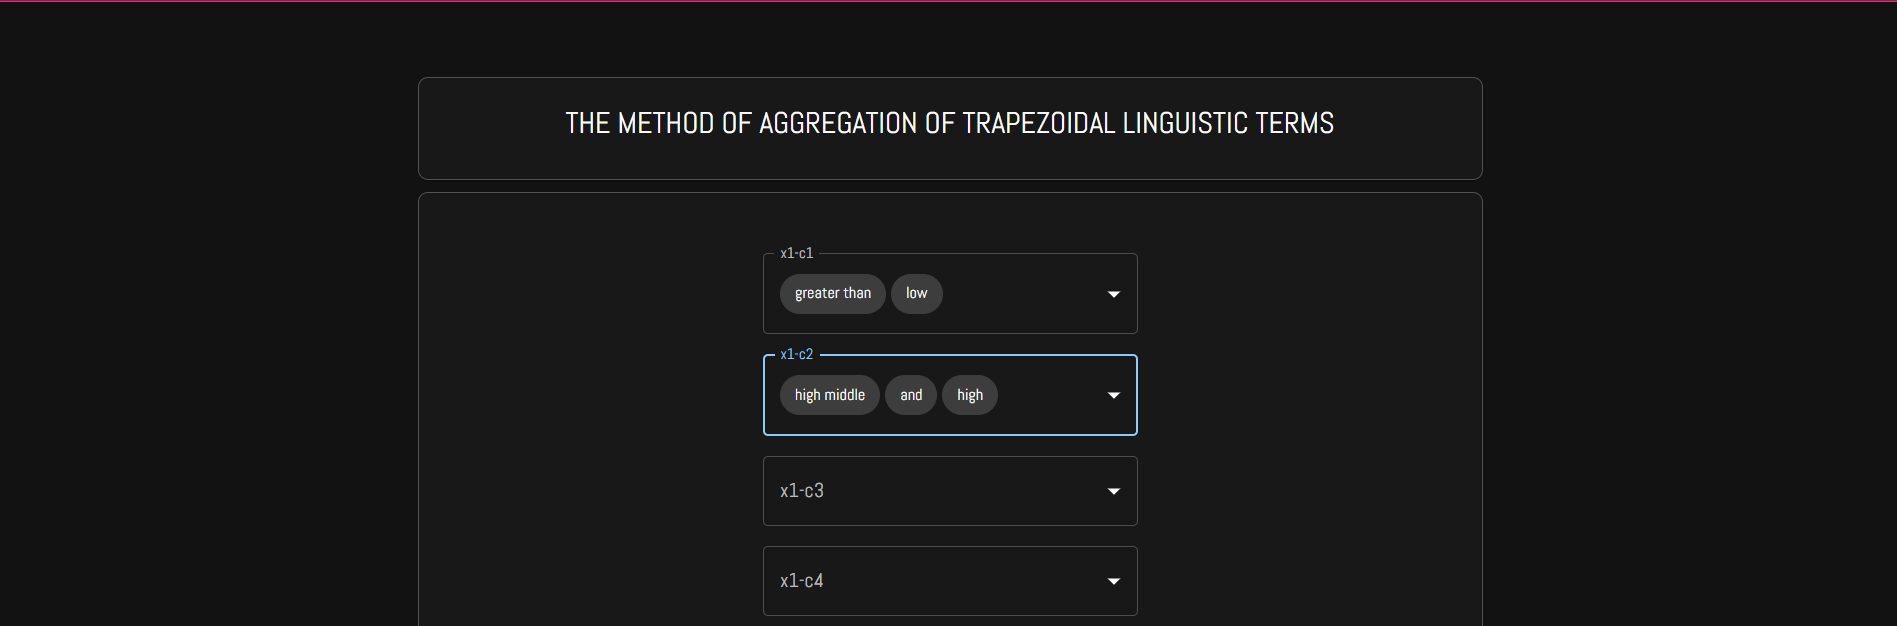 THE METHOD OF AGGREGATION OF TRAPEZOIDAL LINGUISTIC TERMS
x1-c1
greater than low
x1-c2
high middle and high
x1-c3
x1-c4